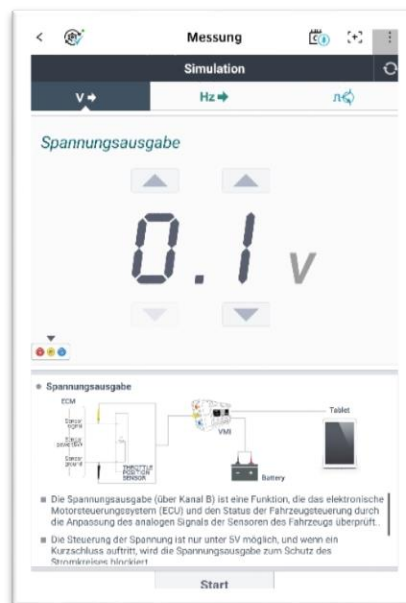 Messung
Simulation
V
Hz
Spannungsausgabe
0.1 V
Spannungsausgabe
ECM
Tablet
VMI
THROTTLE
POSITION
SENSOR
Battery
Die Spannungsausgabe (über Kanal B) ist eine Funktion, die das elektronische
Motorsteuerungssystem (ECU) und den Status der Fahrzeugsteuerung durch
die Anpassung des analogen Signals der Sensoren des Fahrzeugs überprüft..
Die Steuerung der Spannung ist nur unter 5V möglich, und wenn ein
Kurzschluss auftritt, wird die Spannungsausgabe zum Schutz des
Stromkreises blockiert
Start